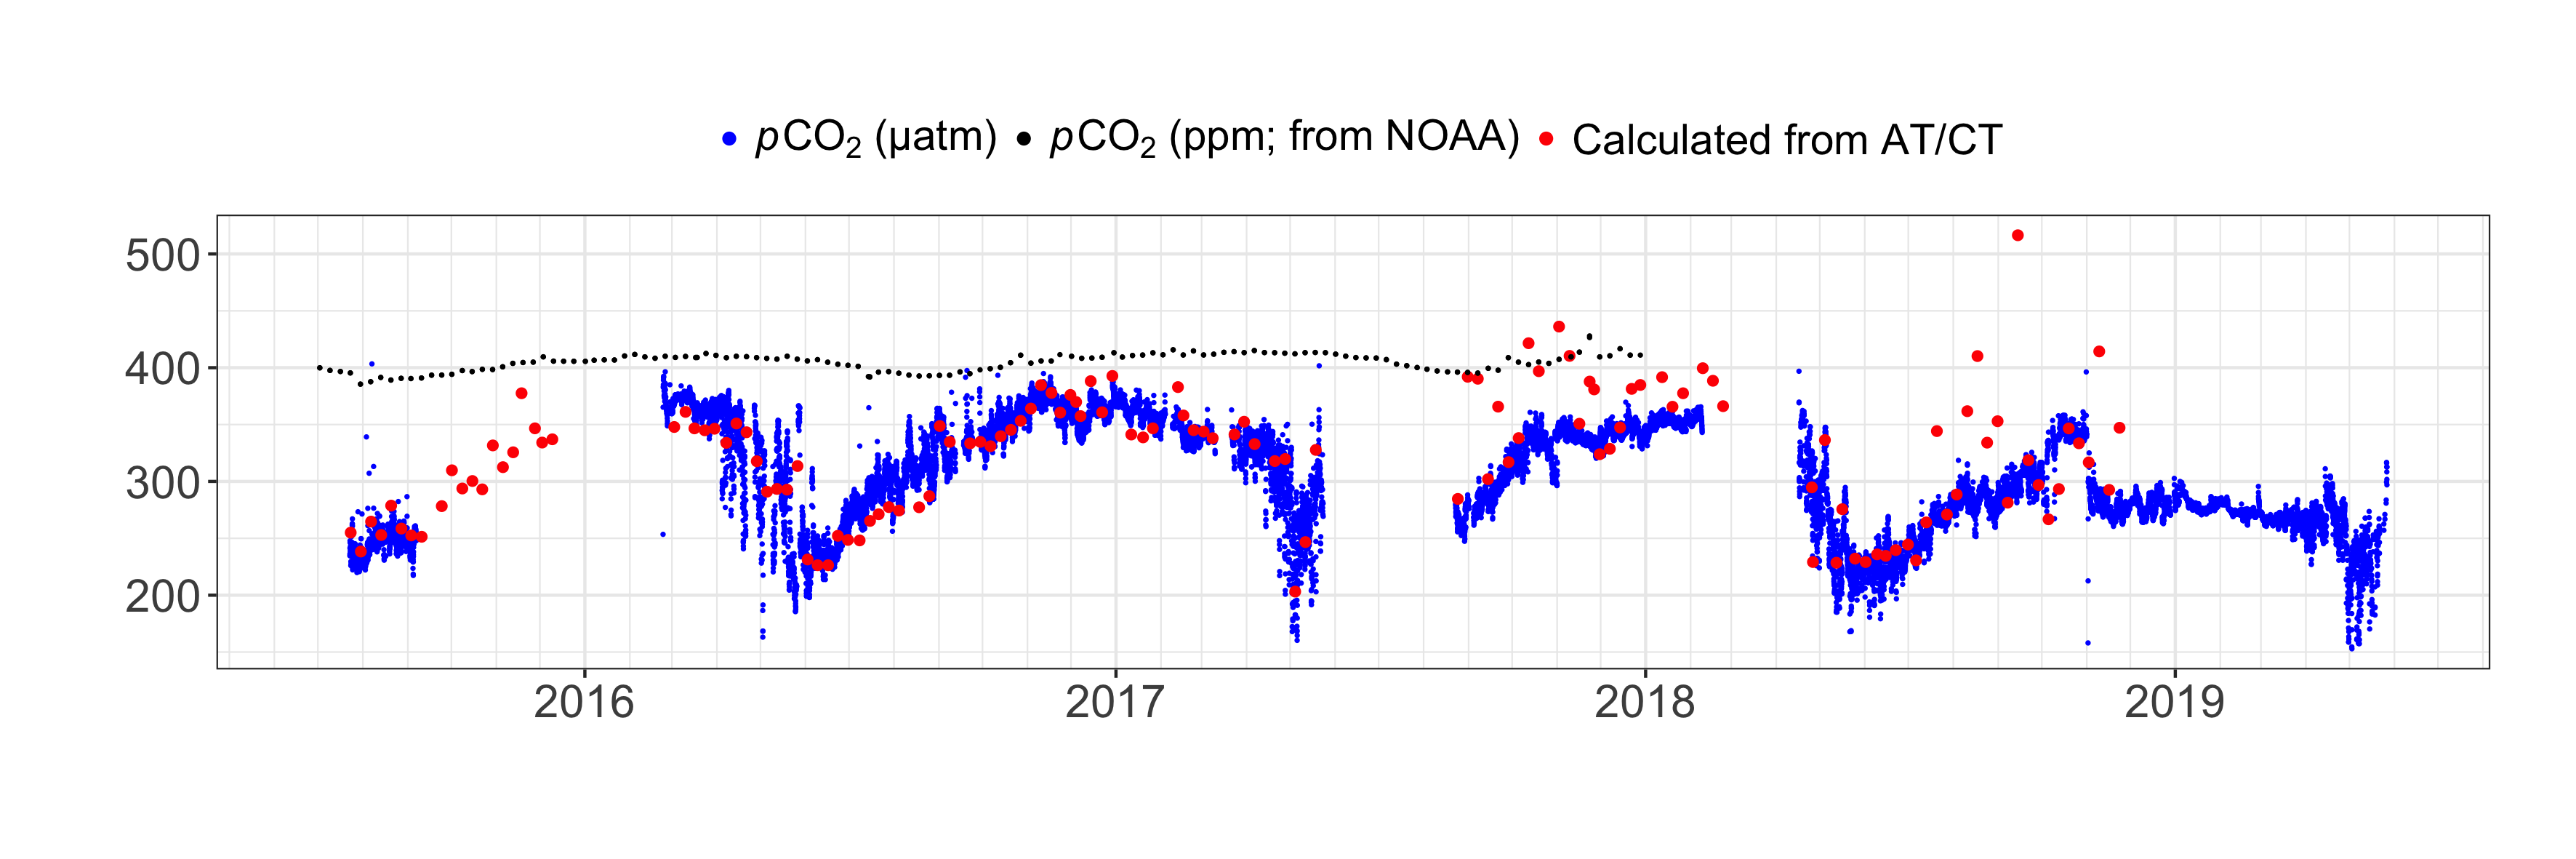 pCO₂ (µatm) pCO₂ (ppm; from NOAA) Calculated from AT/CT
500
400
300
200
2016 2017 2018 2019